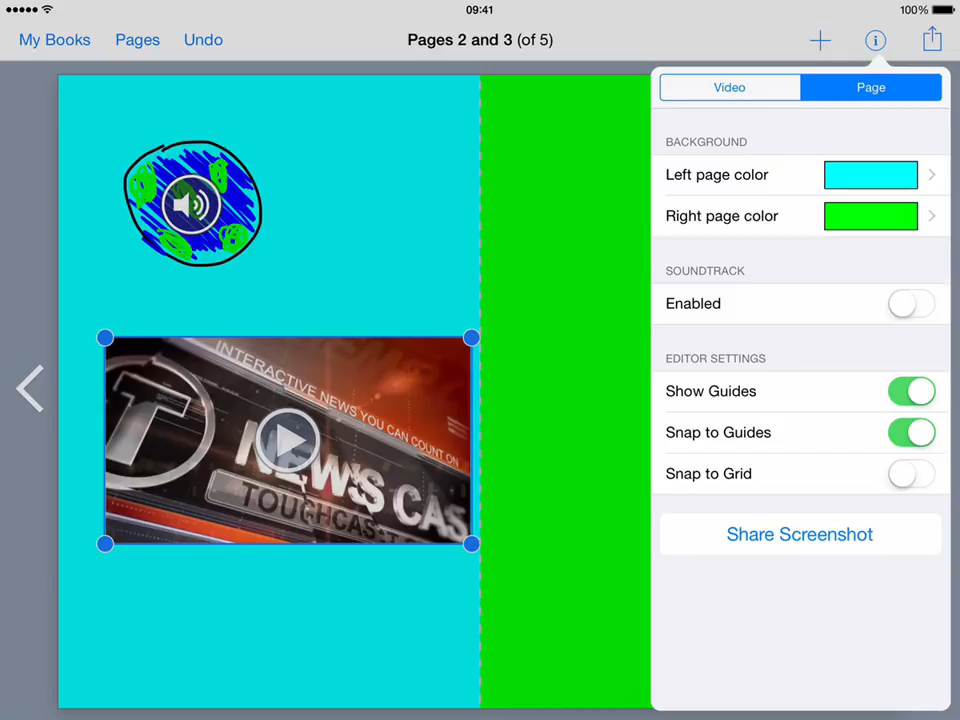 09:41
100%
My Books
Pages
Undo
Pages 2 and 3 (of 5)
Video
Page
BACKGROUND
Left page color
Right page color
SOUNDTRACK
Enabled
EDITOR SETTINGS
Show Guides
Snap to Guides
Snap to Grid
Share Screenshot
INTERACTIVE NEWS YOU CAN COUNT ON
T
NEWS CAS
TOUCHCAST